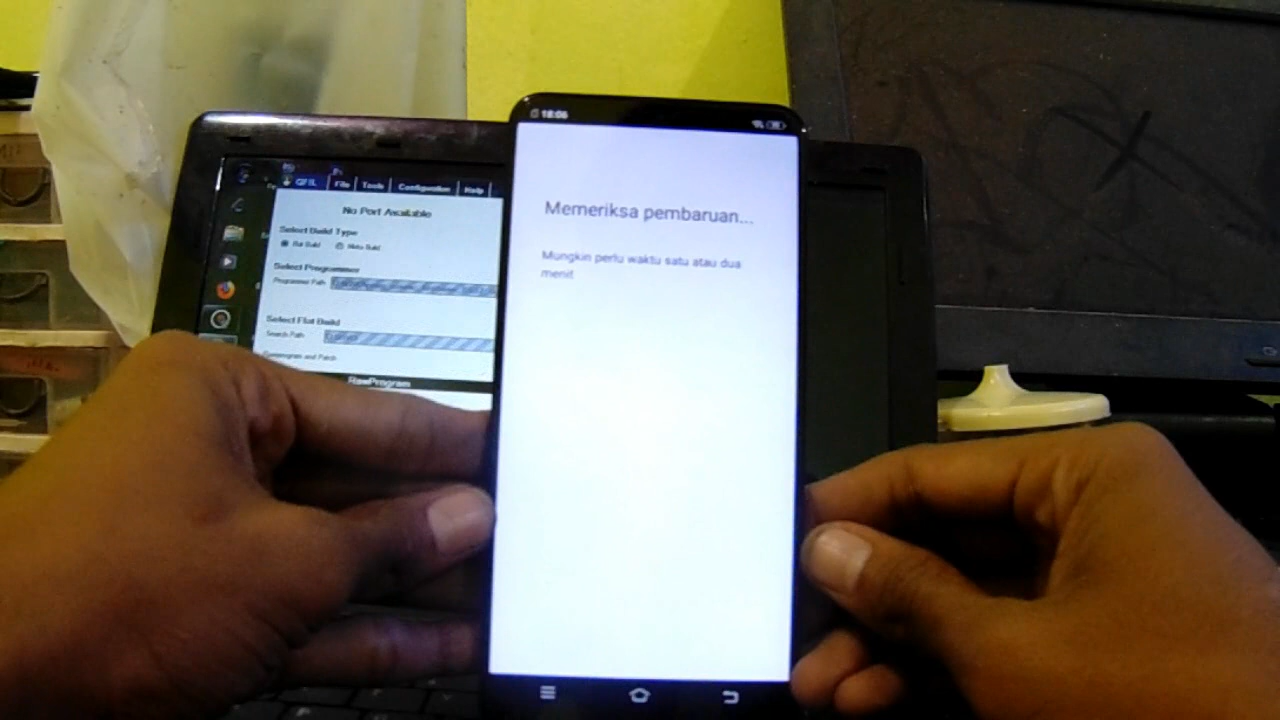 18:06
Memeriksa pembaruan...
Mungkin perlu waktu satu atau dua
menit
QFIL File Tools Configuration Help
No Port Available
Select Build Type
Flat Build Meta Build
Select Programmer
Programmer Path
Select Flat Build
Search Path
RawProgram